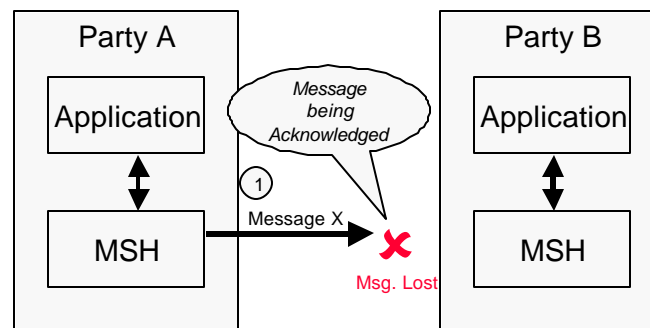 Party A
Application
MSH
Message
being
Acknowledged
1
Message X
Msg. Lost
Party B
Application
MSH